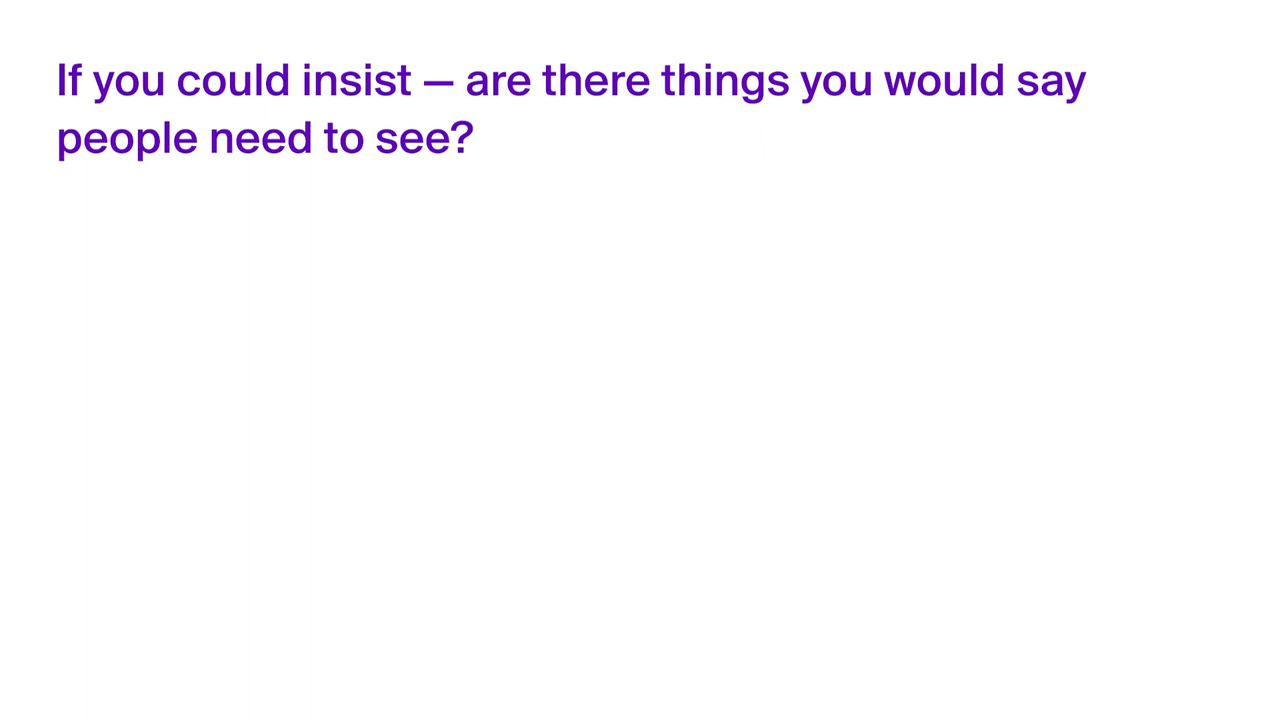 If you could insist — are there things you would say
people need to see?